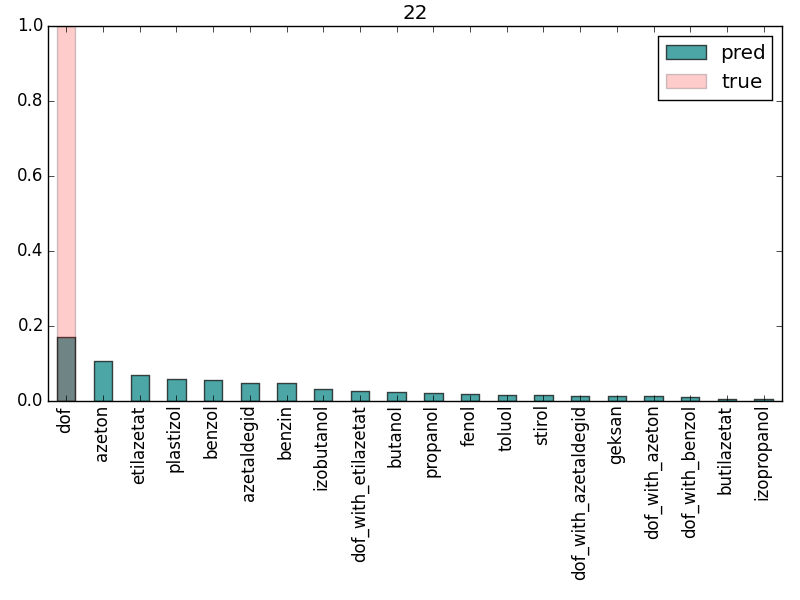 22
1.0
0.8
0.6
0.4
0.2
0.0
pred
true
dof
azeton
etilazetat
plastizol
benzol
azetaldegid
benzin
izobutanol
dof_with_etilazetat
butanol
propanol
fenol
toluol
stirol
dof_with_azetaldegid
geksan
dof_with_azeton
dof_with_benzol
butilazetat
izopropanol